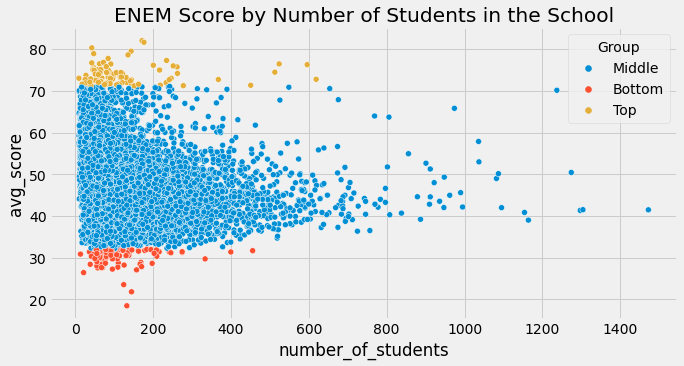 ENEM Score by Number of Students in the School
Group
Middle
Bottom
Top
avg_score
80
70
60
50
40
30
20
0 200 400 600 800 1000 1200 1400
number_of_students